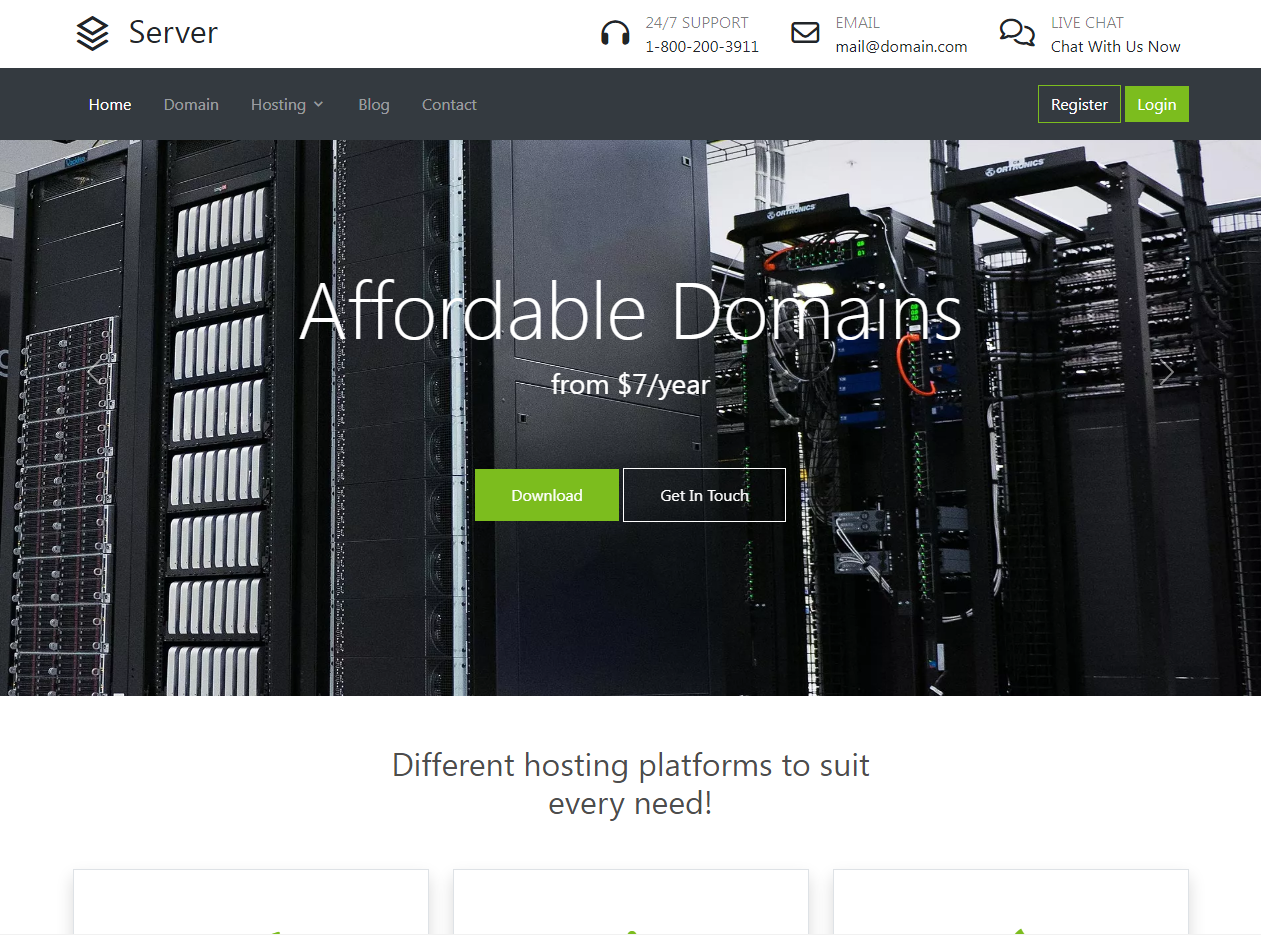 Server
24/7 SUPPORT
1-800-200-3911
EMAIL
mail@domain.com
LIVE CHAT
Chat With Us Now
Home
Domain
Hosting
Blog
Contact
Register
Login
ORTRONICS
ORTRONICS
Affordable Domains
from $7/year
Download
Get In Touch
Different hosting platforms to suit
every need!